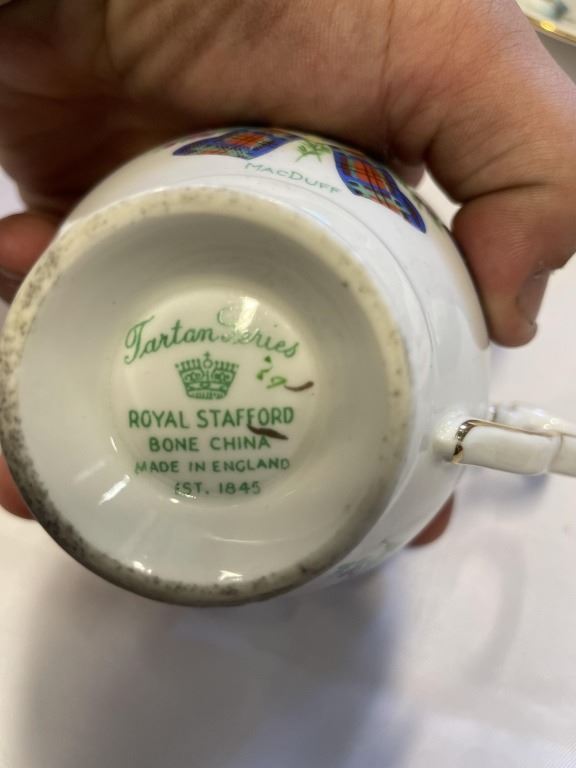 MACDUFF
Tartan Series
ROYAL STAFFORD
BONE CHINA
MADE IN ENGLAND
EST. 1845